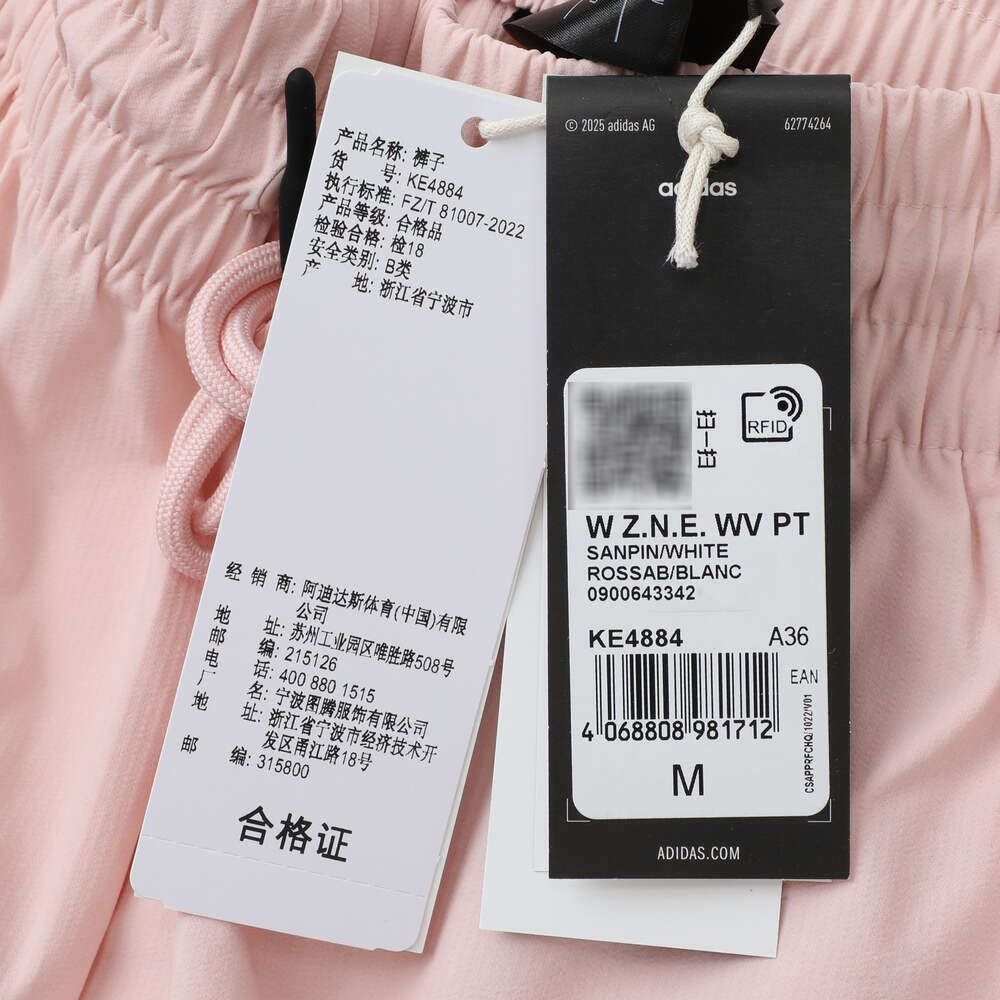 产品名称: 裤子
货 号: KE4884
执行标准: FZ/T 81007-2022
产品等级: 合格品
检验合格: 检18
安全类别: B类
产 地: 浙江省宁波市
经 销 商: 阿迪达斯体育(中国)有限
公司
地 址: 苏州工业园区唯胜路508号
邮 编: 215126
电 话: 400 880 1515
厂 名: 宁波图腾服饰有限公司
地 址: 浙江省宁波市经济技术开
发区甬江路18号
邮 编: 315800
合格证
© 2025 adidas AG
62774264
adidas
扫一扫
RFID
W Z.N.E. WV PT
SANPIN/WHITE
ROSSAB/BLANC
0900643342
KE4884 A36
EAN
4 068808 981712
CSAPPRFCHQ/1022/V01
M
ADIDAS.COM